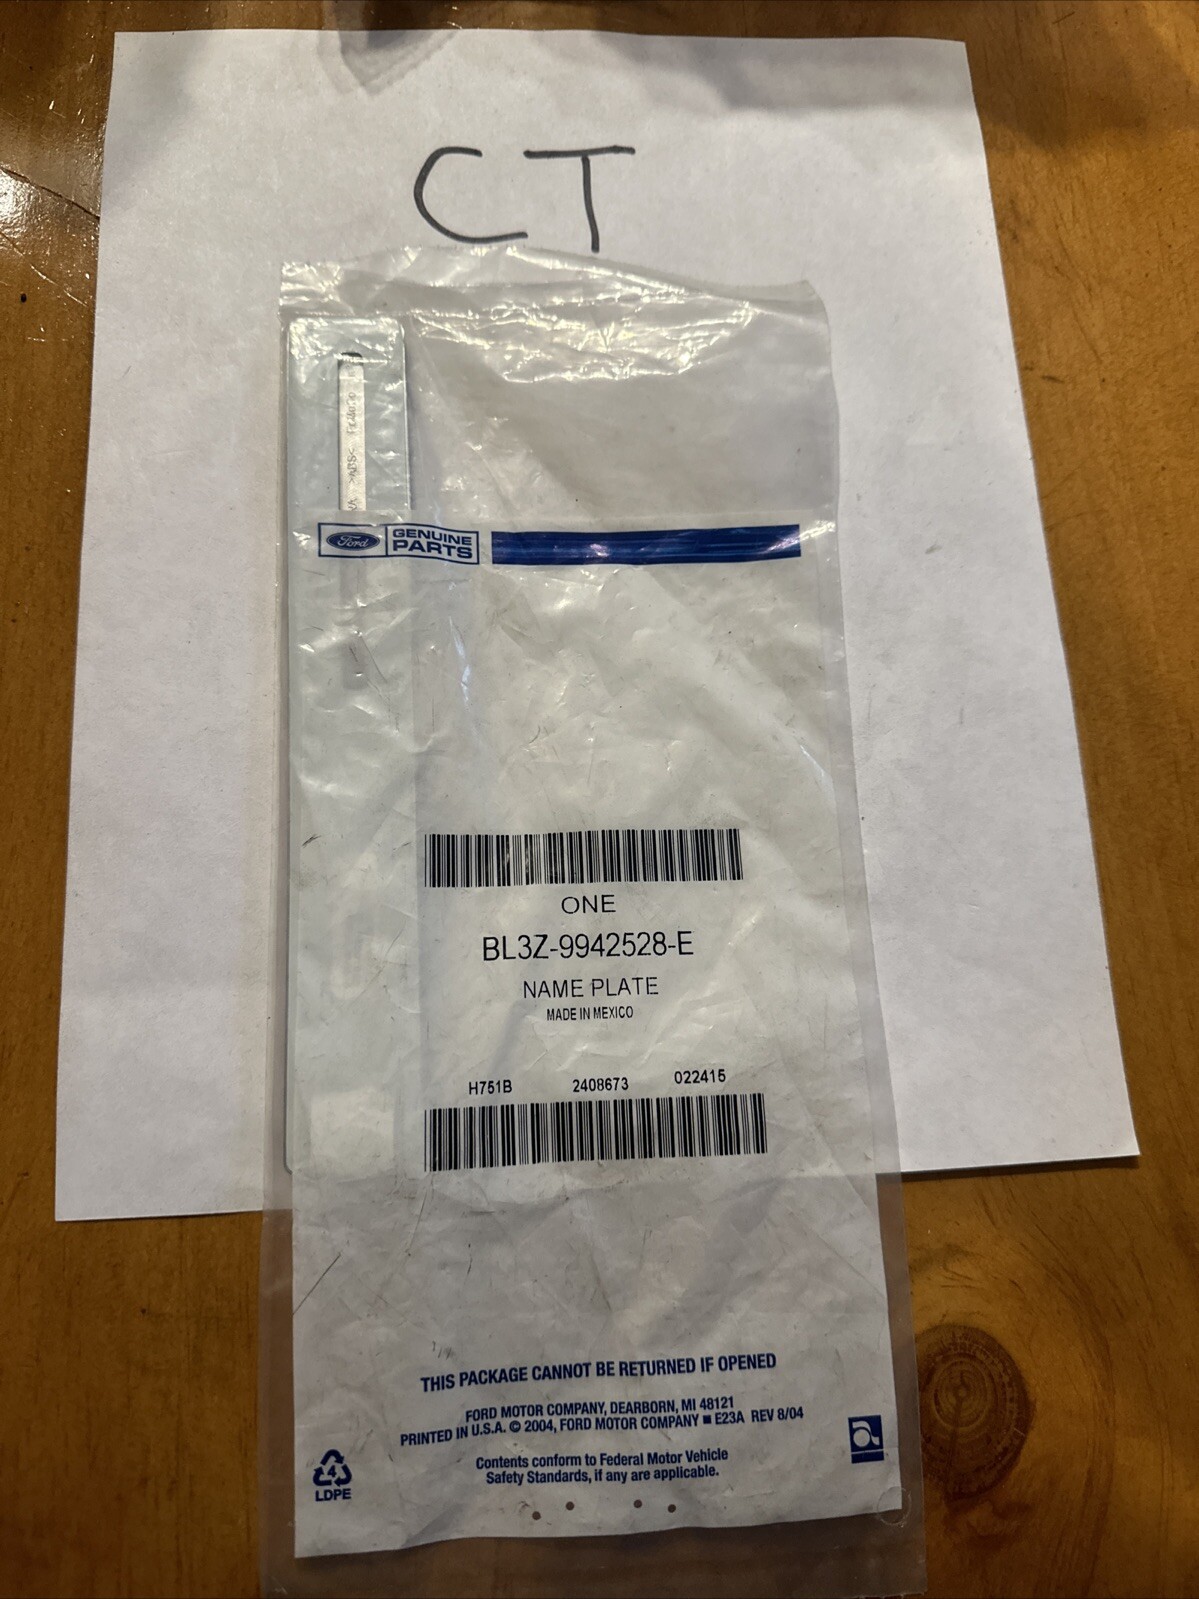 CT
>ABS<
Ford
GENUINE
PARTS
ONE
BL3Z-9942528-E
NAME PLATE
MADE IN MEXICO
H751B 2408673 022415
THIS PACKAGE CANNOT BE RETURNED IF OPENED
FORD MOTOR COMPANY, DEARBORN, MI 48121
PRINTED IN U.S.A. © 2004, FORD MOTOR COMPANY ■ E23A REV 8/04
Contents conform to Federal Motor Vehicle
Safety Standards, if any are applicable.
4
LDPE